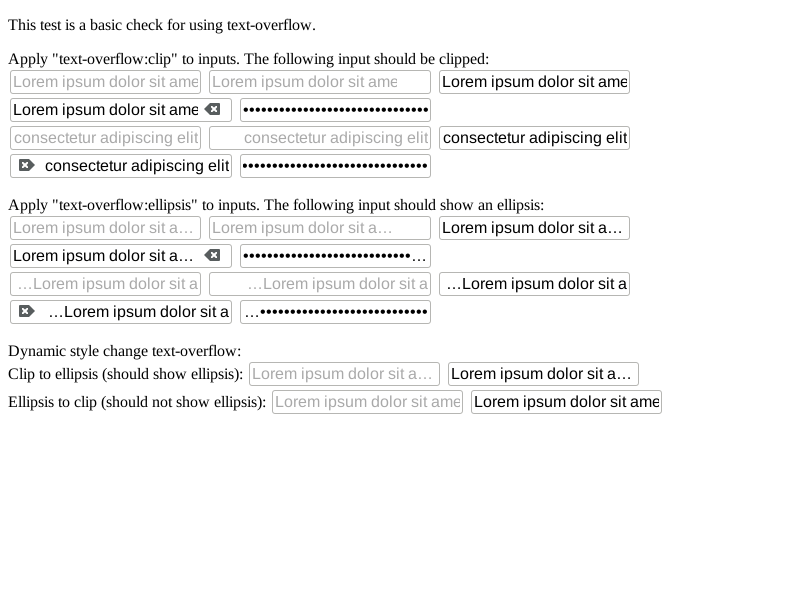 This test is a basic check for using text-overflow.
Apply "text-overflow:clip" to inputs. The following input should be clipped:
Lorem ipsum dolor sit ame Lorem ipsum dolor sit ame Lorem ipsum dolor sit ame
Lorem ipsum dolor sit ame ••••••••••••••••••••••••••••••
consectetur adipiscing elit consectetur adipiscing elit consectetur adipiscing elit
consectetur adipiscing elit ••••••••••••••••••••••••••••••
Apply "text-overflow:ellipsis" to inputs. The following input should show an ellipsis:
Lorem ipsum dolor sit a… Lorem ipsum dolor sit a… Lorem ipsum dolor sit a…
Lorem ipsum dolor sit a… ••••••••••••••••••••••••••••…
…Lorem ipsum dolor sit a …Lorem ipsum dolor sit a …Lorem ipsum dolor sit a
…Lorem ipsum dolor sit a …••••••••••••••••••••••••••••
Dynamic style change text-overflow:
Clip to ellipsis (should show ellipsis): Lorem ipsum dolor sit a… Lorem ipsum dolor sit a…
Ellipsis to clip (should not show ellipsis): Lorem ipsum dolor sit ame Lorem ipsum dolor sit ame